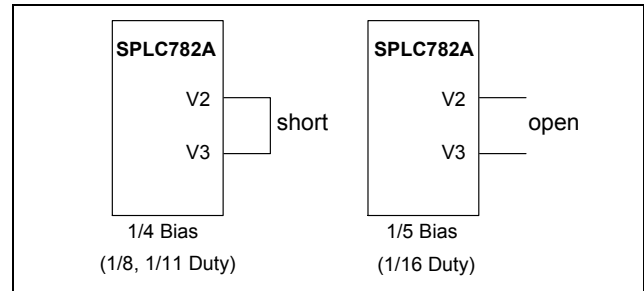 SPLC782A
V2
short
V3
1/4 Bias
(1/8, 1/11 Duty)
SPLC782A
V2
open
V3
1/5 Bias
(1/16 Duty)